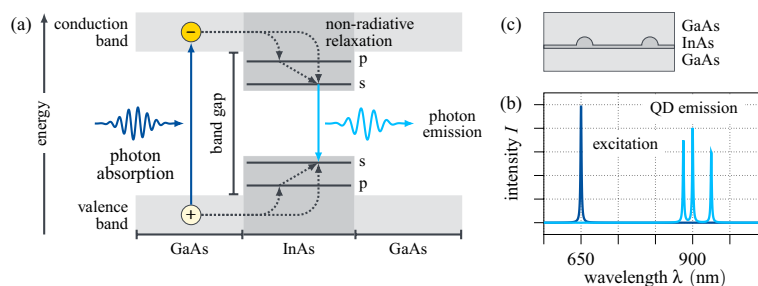 (a)
energy
conduction
band
−
non-radiative
relaxation
p
s
band gap
photon
absorption
photon
emission
s
p
valence
band
+
GaAs
InAs
GaAs
(c)
GaAs
InAs
GaAs
(b)
intensity I
QD emission
excitation
650
900
wavelength λ (nm)